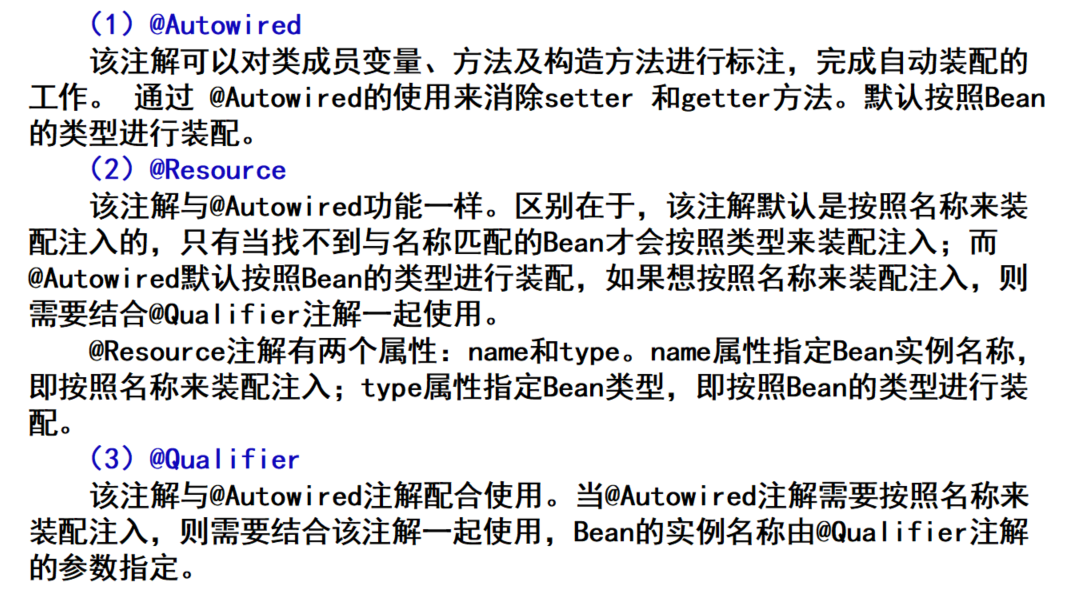 （1）@Autowired
该注解可以对类成员变量、方法及构造方法进行标注，完成自动装配的
工作。 通过 @Autowired的使用来消除setter 和getter方法。默认按照Bean
的类型进行装配。
（2）@Resource
该注解与@Autowired功能一样。区别在于，该注解默认是按照名称来装
配注入的，只有当找不到与名称匹配的Bean才会按照类型来装配注入；而
@Autowired默认按照Bean的类型进行装配，如果想按照名称来装配注入，则
需要结合@Qualifier注解一起使用。
@Resource注解有两个属性：name和type。name属性指定Bean实例名称，
即按照名称来装配注入；type属性指定Bean类型，即按照Bean的类型进行装
配。
（3）@Qualifier
该注解与@Autowired注解配合使用。当@Autowired注解需要按照名称来
装配注入，则需要结合该注解一起使用，Bean的实例名称由@Qualifier注解
的参数指定。